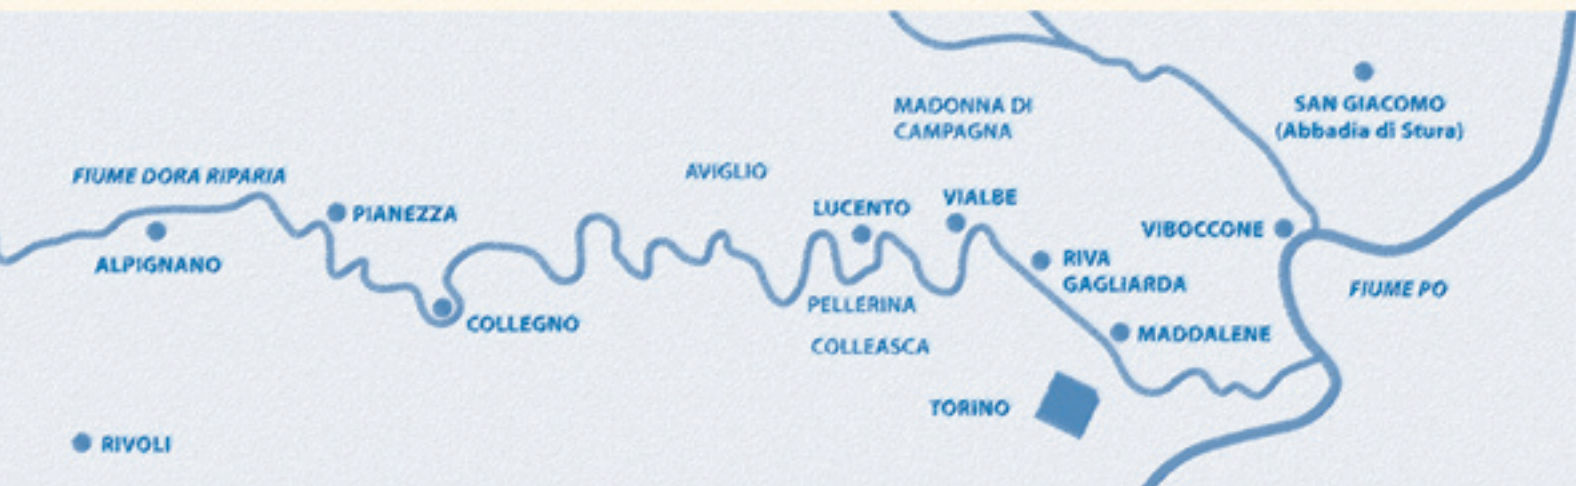 MADONNA DI
CAMPAGNA
SAN GIACOMO
(Abbadia di Stura)
FIUME DORA RIPARIA
AVIGLIO
PIANEZZA
LUCENTO
VIALBE
VIBOCCONE
ALPIGNANO
RIVA
GAGLIARDA
FIUME PO
PELLERINA
COLLEGNO
MADDALENE
COLLEASCA
TORINO
RIVOLI